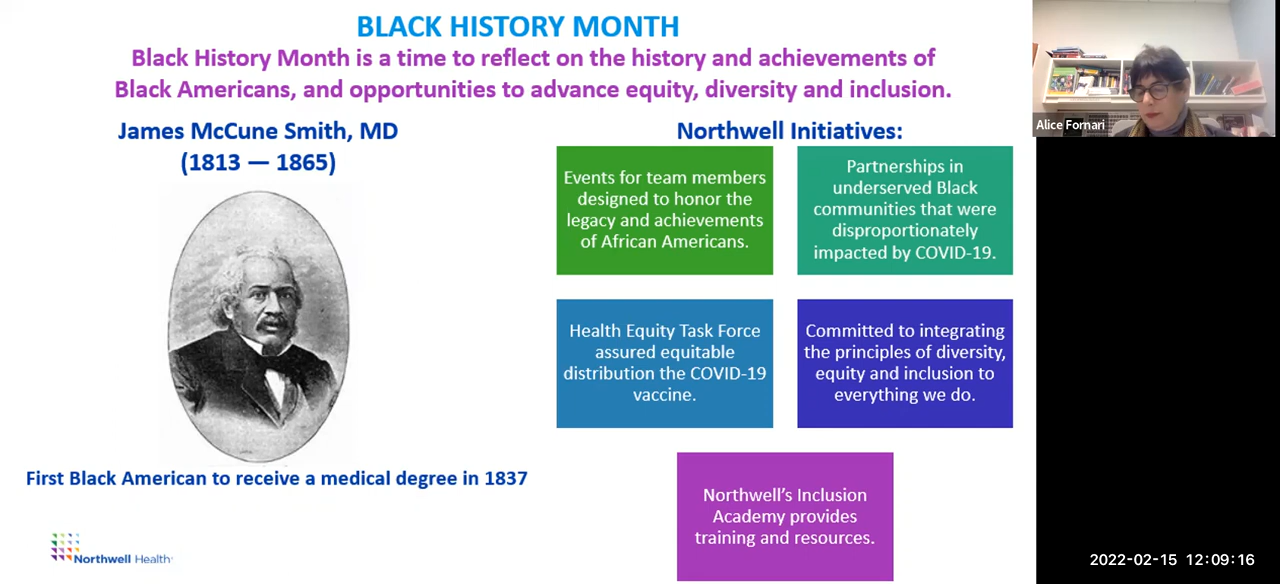 BLACK HISTORY MONTH
Black History Month is a time to reflect on the history and achievements of
Black Americans, and opportunities to advance equity, diversity and inclusion.
James McCune Smith, MD
(1813 — 1865)
First Black American to receive a medical degree in 1837
Northwell Health
Northwell Initiatives:
Events for team members
designed to honor the
legacy and achievements
of African Americans.
Partnerships in
underserved Black
communities that were
disproportionately
impacted by COVID-19.
Health Equity Task Force
assured equitable
distribution the COVID-19
vaccine.
Committed to integrating
the principles of diversity,
equity and inclusion to
everything we do.
Northwell's Inclusion
Academy provides
training and resources.
Alice Fornari
2022-02-15 12:09:16